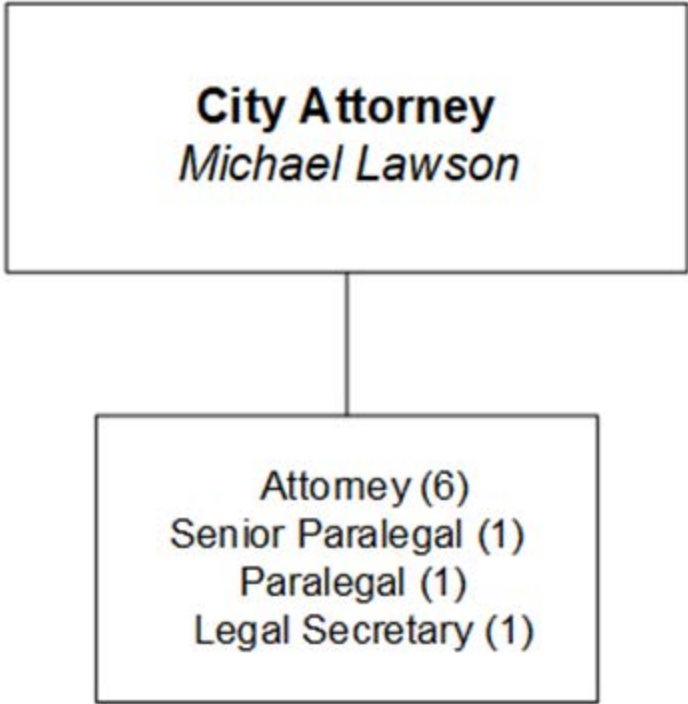 City Attorney
Michael Lawson
Attorney (6)
Senior Paralegal (1)
Paralegal (1)
Legal Secretary (1)